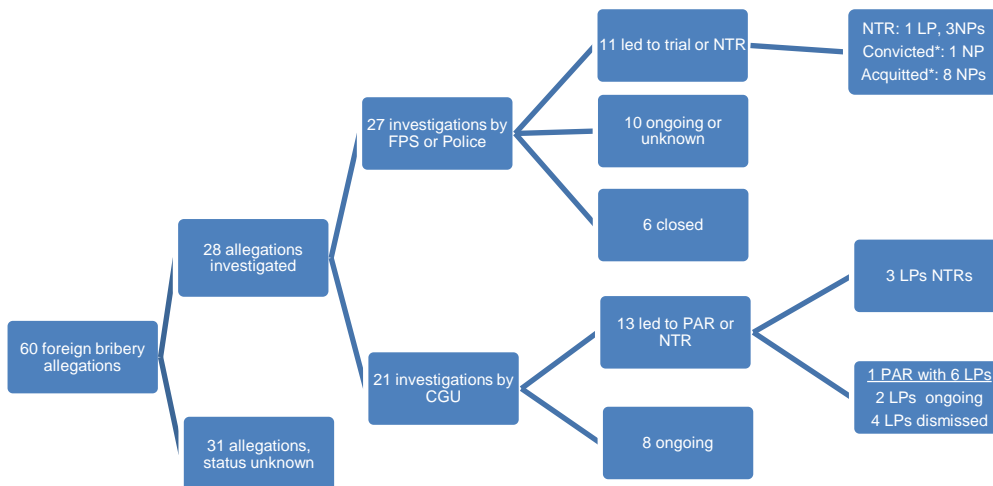 60 foreign bribery
allegations
28 allegations
investigated
31 allegations,
status unknown
27 investigations by
FPS or Police
21 investigations by
CGU
11 led to trial or NTR
10 ongoing or
unknown
6 closed
13 led to PAR or
NTR
8 ongoing
NTR: 1 LP, 3NPs
Convicted*: 1 NP
Acquitted*: 8 NPs
3 LPs NTRs
1 PAR with 6 LPs
2 LPs ongoing
4 LPs dismissed